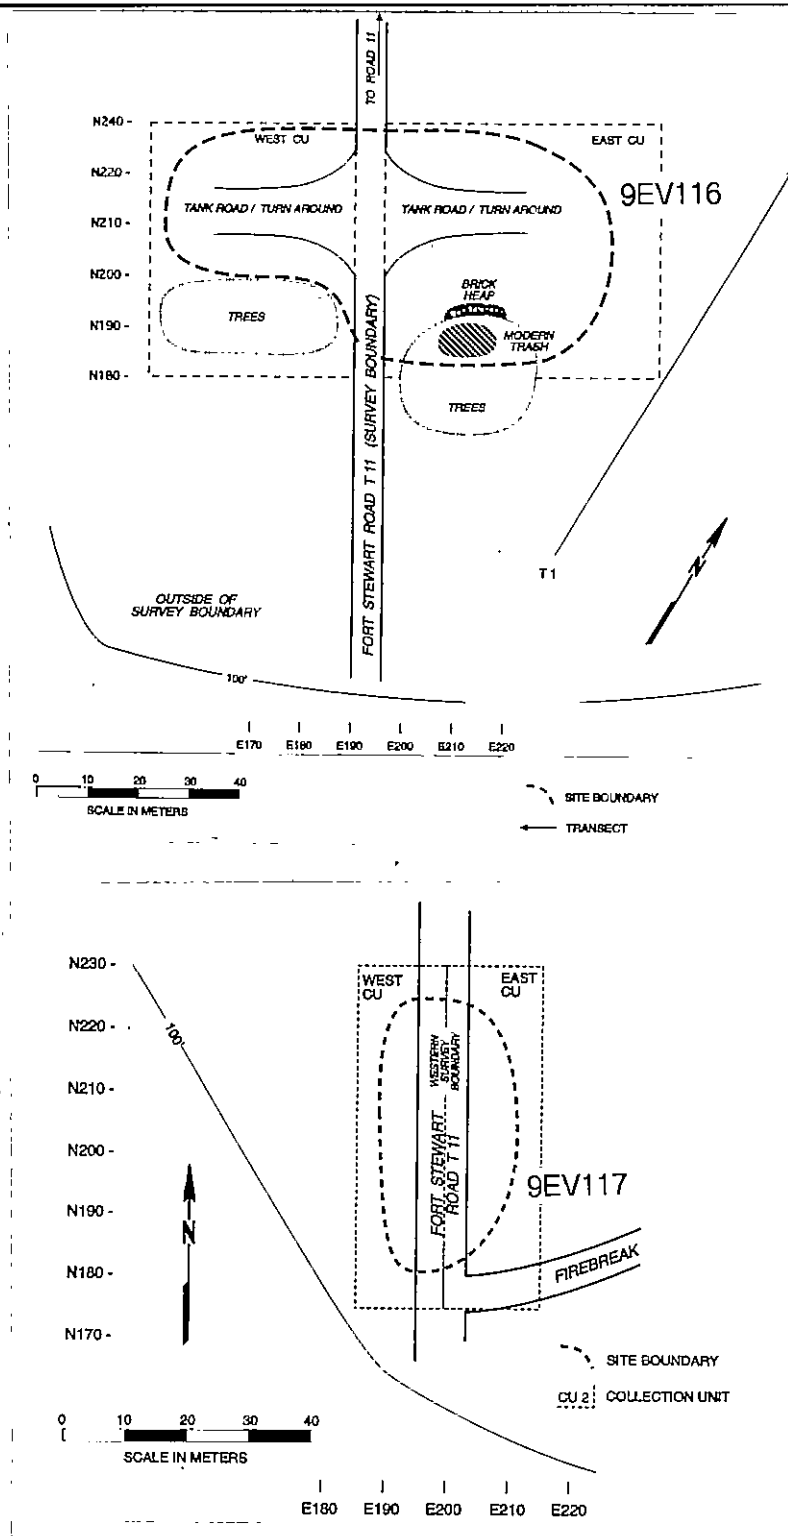 TO ROAD 11
N240 -
WEST CU
EAST CU
N220 -
9EV116
TANK ROAD / TURN AROUND
TANK ROAD / TURN AROUND
N210 -
N200 -
BRICK
HEAP
TREES
N190 -
MODERN
TRASH
N180 -
TREES
FORT STEWART ROAD T 11 (SURVEY BOUNDARY)
N
T 1
OUTSIDE OF
SURVEY BOUNDARY
100'
E170 E180 E190 E200 E210 E220
0 10 20 30 40
SCALE IN METERS
SITE BOUNDARY
TRANSECT
N230 -
WEST
CU
EAST
CU
N220 -
100'
WESTERN
SURVEY
BOUNDARY
N210 -
N200 -
FORT STEWART
ROAD T 11
9EV117
N190 -
N
N180 -
FIREBREAK
N170 -
SITE BOUNDARY
CU 2 COLLECTION UNIT
0 10 20 30 40
SCALE IN METERS
E180 E190 E200 E210 E220